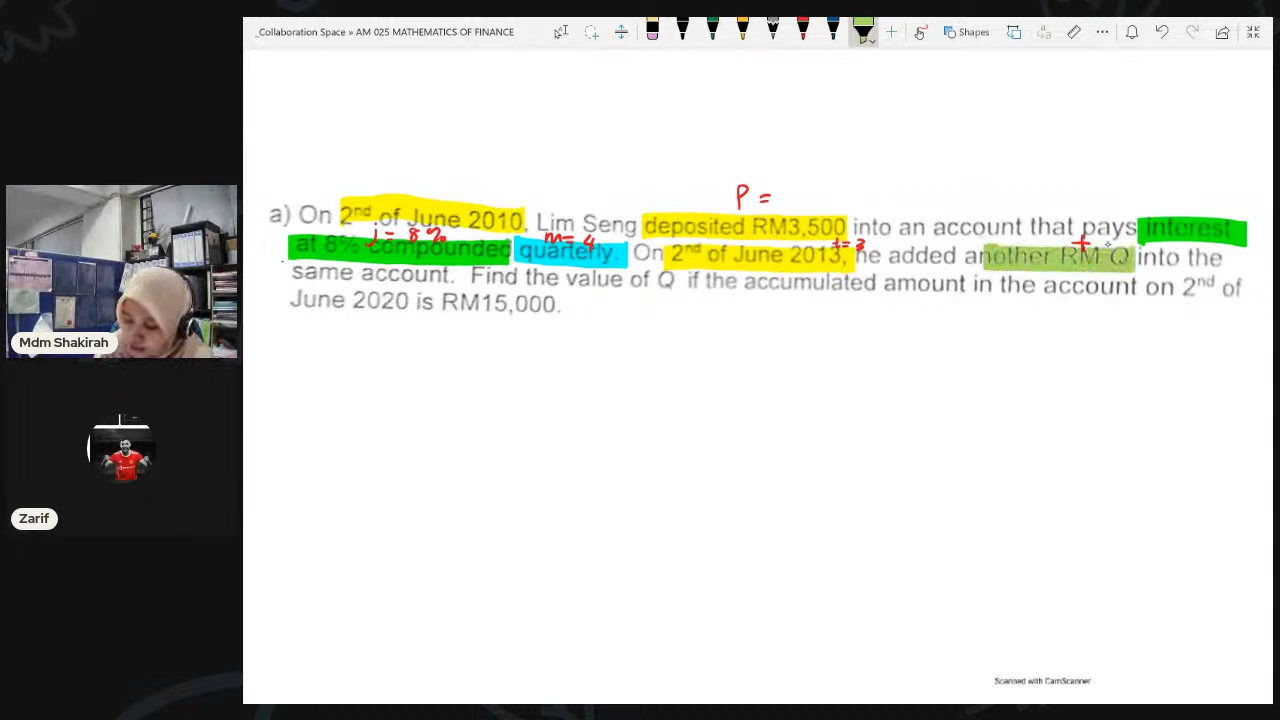 _Collaboration Space » AM 025 MATHEMATICS OF FINANCE
Shapes
P =
a) On 2nd of June 2010, Lim Seng deposited RM3,500 into an account that pays interest
j = 8%
m= 4
t= 3
+
at 8% compounded quarterly. On 2nd of June 2013, he added another RM Q into the
same account. Find the value of Q if the accumulated amount in the account on 2nd of
June 2020 is RM15,000.
Mdm Shakirah
Zarif
Scanned with CamScanner